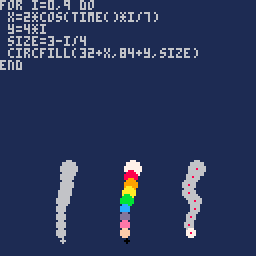 FOR I=0,9 DO
X=2*COS(TIME()*I/7)
Y=4*I
SIZE=3-I/4
CIRCFILL(32+X,84+Y,SIZE)
END